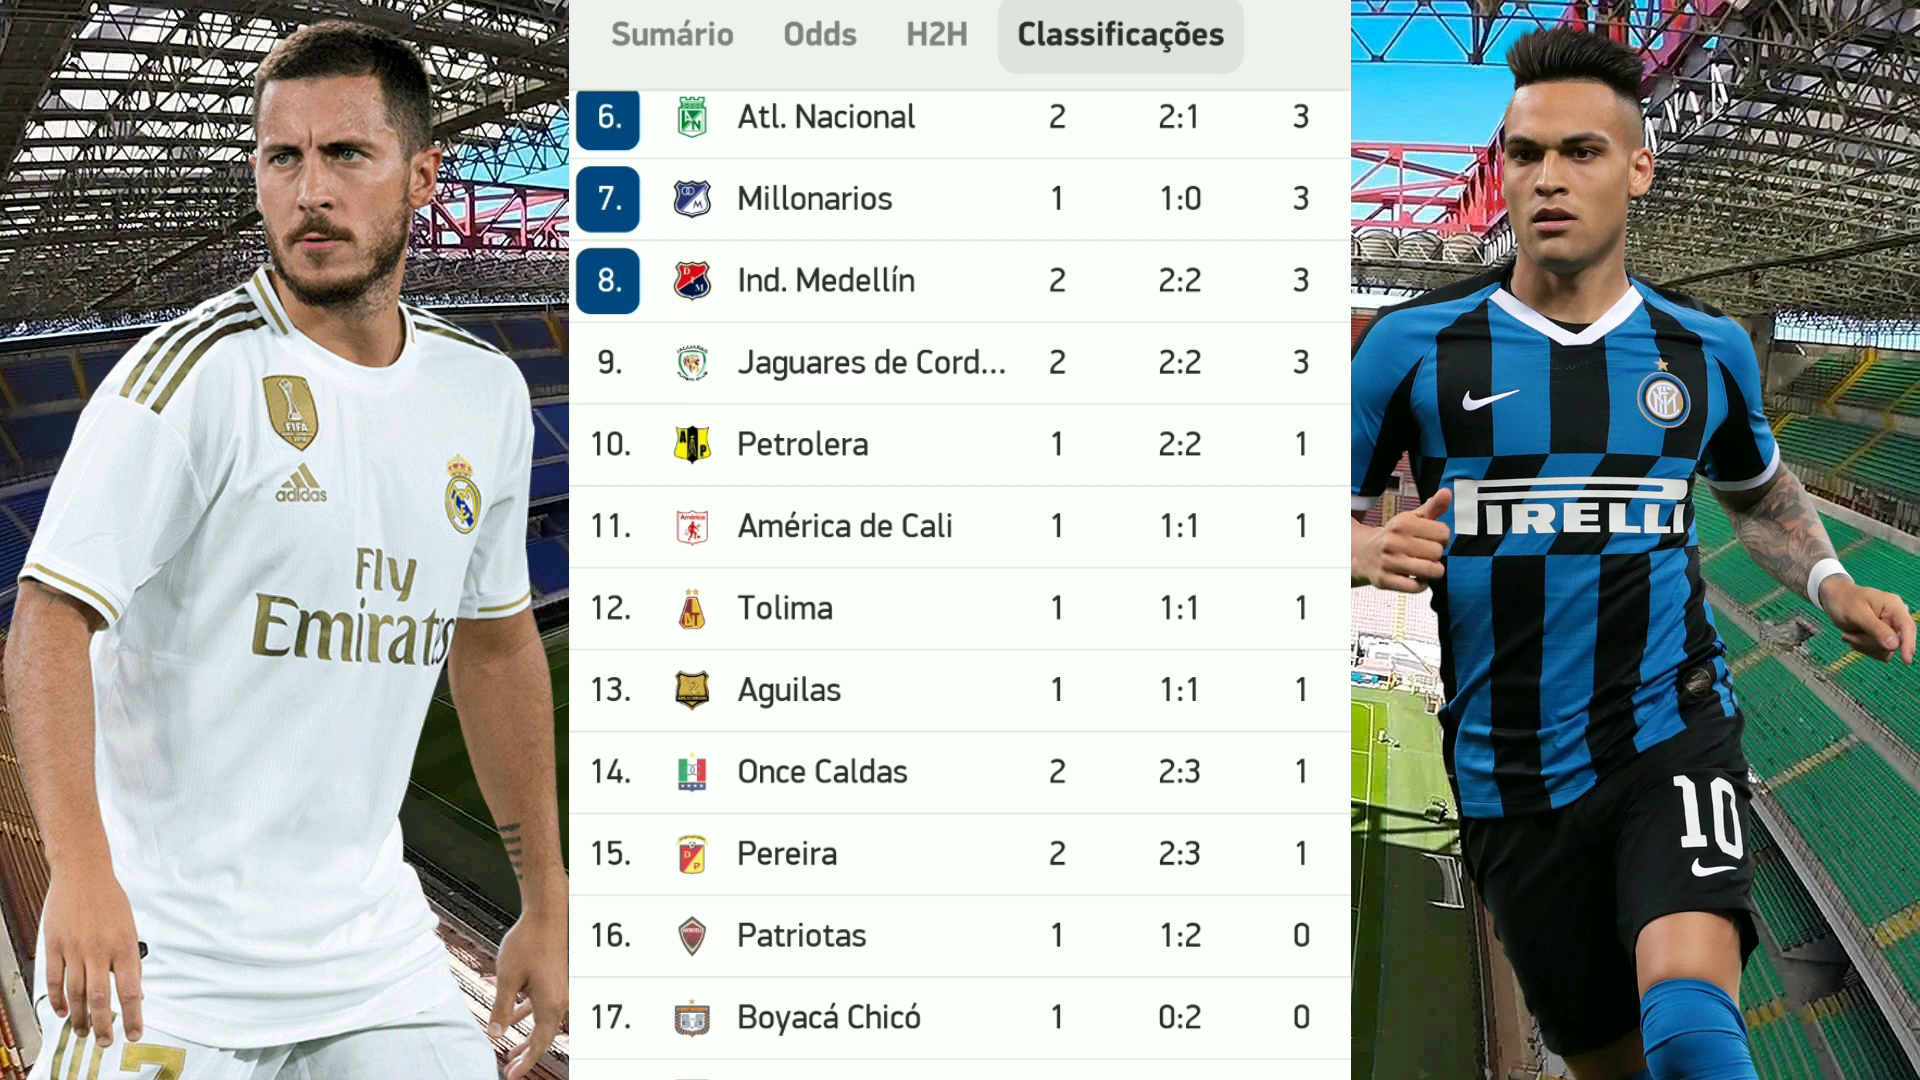 Sumário Odds H2H Classificações
6. Atl. Nacional 2 2:1 3
7. Millonarios 1 1:0 3
8. Ind. Medellín 2 2:2 3
9. Jaguares de Cord... 2 2:2 3
10. Petrolera 1 2:2 1
11. América de Cali 1 1:1 1
12. Tolima 1 1:1 1
13. Aguilas 1 1:1 1
14. Once Caldas 2 2:3 1
15. Pereira 2 2:3 1
16. Patriotas 1 1:2 0
17. Boyacá Chicó 1 0:2 0
FIFA
adidas
Fly
Emirates
7
PIRELLI
10